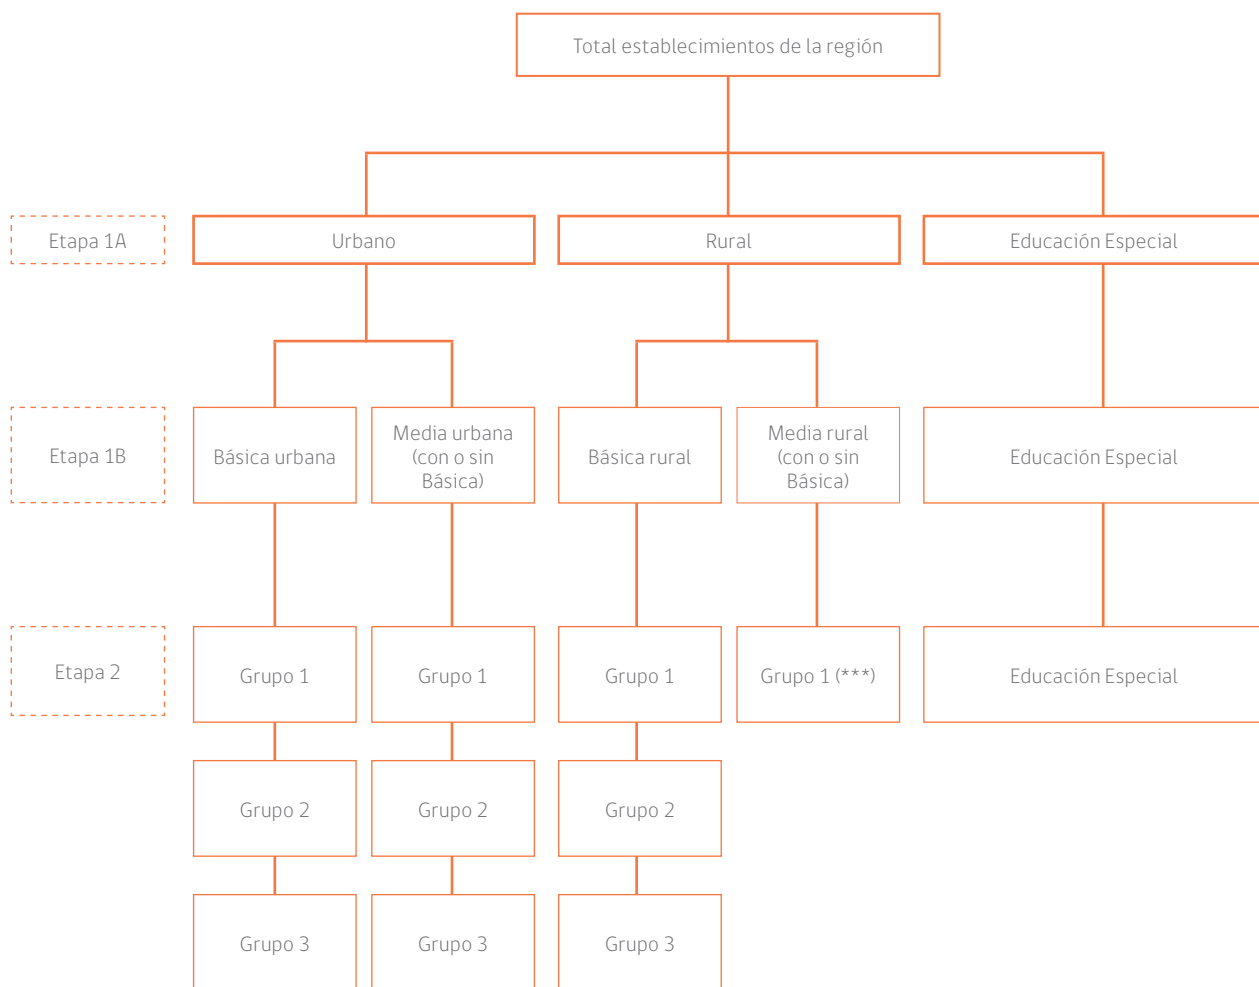 Total establecimientos de la región
Etapa 1A
Urbano
Rural
Educación Especial
Etapa 1B
Básica urbana
Media urbana
(con o sin
Básica)
Básica rural
Media rural
(con o sin
Básica)
Educación Especial
Etapa 2
Grupo 1
Grupo 1
Grupo 1
Grupo 1 (***)
Educación Especial
Grupo 2
Grupo 2
Grupo 2
Grupo 3
Grupo 3
Grupo 3